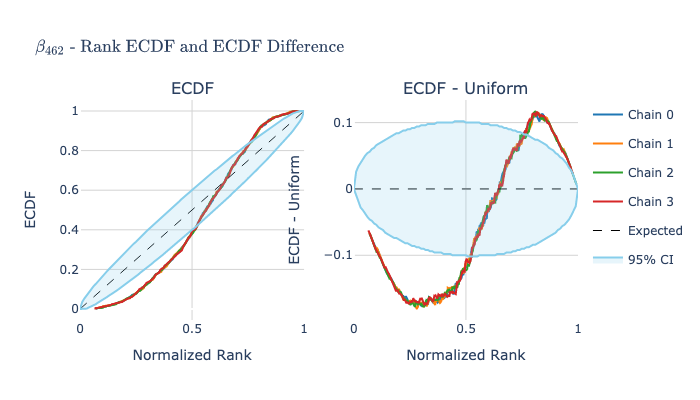 β₄₆₂ - Rank ECDF and ECDF Difference
ECDF
ECDF
1
0.8
0.6
0.4
0.2
0
0
0.5
1
Normalized Rank
ECDF - Uniform
ECDF - Uniform
0.1
0
−0.1
0
0.5
1
Normalized Rank
Chain 0
Chain 1
Chain 2
Chain 3
Expected
95% CI